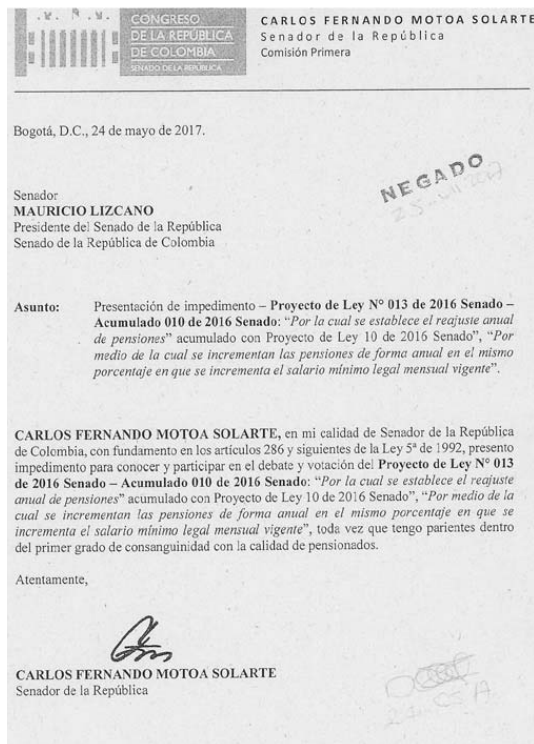 CONGRESO
DE LA REPÚBLICA
DE COLOMBIA
SENADO DE LA REPÚBLICA
CARLOS FERNANDO MOTOA SOLARTE
Senador de la República
Comisión Primera
Bogotá, D.C., 24 de mayo de 2017.
NEGADO
Senador
MAURICIO LIZCANO
Presidente del Senado de la República
Senado de la República de Colombia
Asunto: Presentación de impedimento – Proyecto de Ley N° 013 de 2016 Senado –
Acumulado 010 de 2016 Senado: “Por la cual se establece el reajuste anual
de pensiones” acumulado con Proyecto de Ley 10 de 2016 Senado”, “Por
medio de la cual se incrementan las pensiones de forma anual en el mismo
porcentaje en que se incrementa el salario mínimo legal mensual vigente”.
CARLOS FERNANDO MOTOA SOLARTE, en mi calidad de Senador de la República
de Colombia, con fundamento en los artículos 286 y siguientes de la Ley 5ª de 1992, presento
impedimento para conocer y participar en el debate y votación del Proyecto de Ley N° 013
de 2016 Senado – Acumulado 010 de 2016 Senado: “Por la cual se establece el reajuste
anual de pensiones” acumulado con Proyecto de Ley 10 de 2016 Senado”, “Por medio de la
cual se incrementan las pensiones de forma anual en el mismo porcentaje en que se
incrementa el salario mínimo legal mensual vigente”, toda vez que tengo parientes dentro
del primer grado de consanguinidad con la calidad de pensionados.
Atentamente,
CARLOS FERNANDO MOTOA SOLARTE
Senador de la República